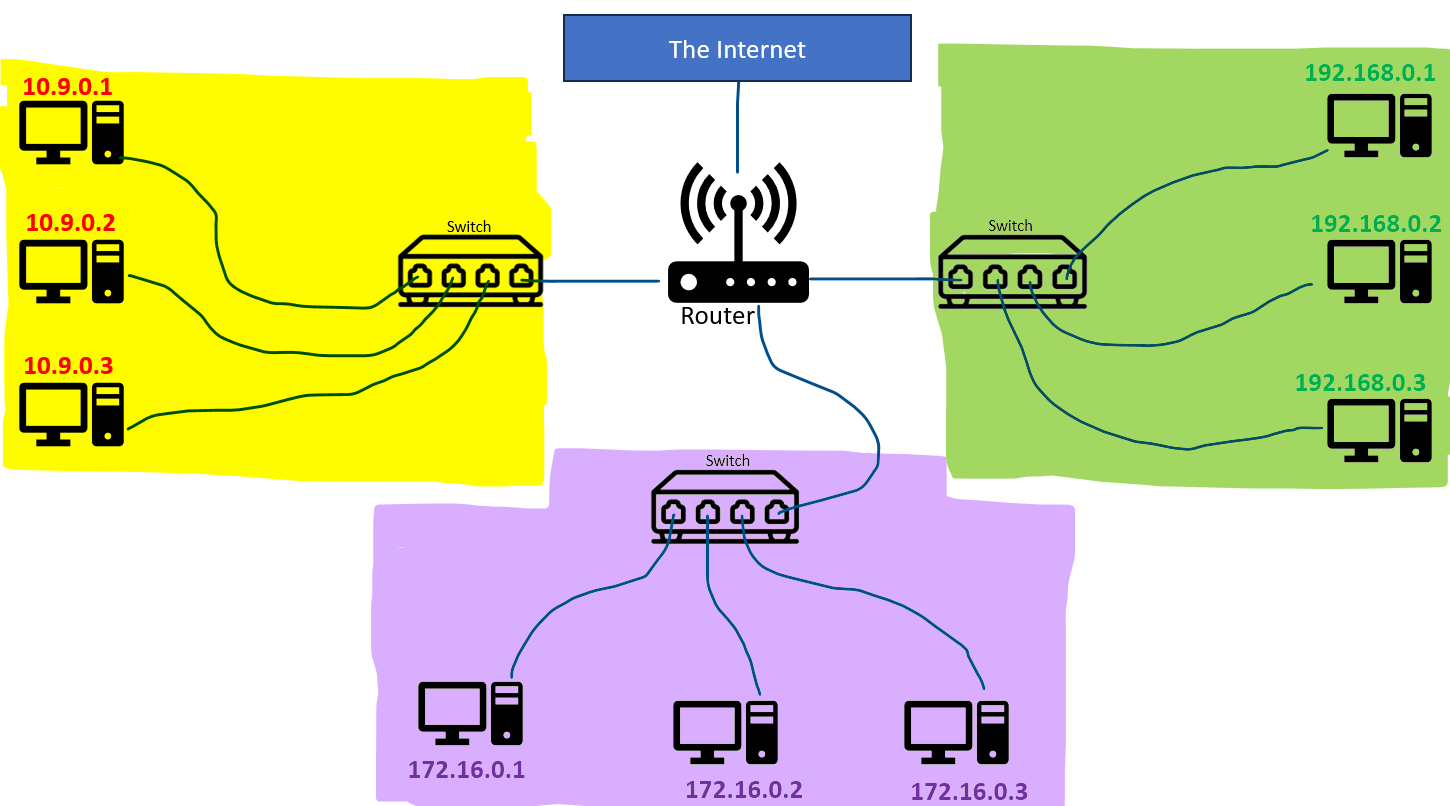 The Internet
10.9.0.1
10.9.0.2
10.9.0.3
Switch
Router
Switch
192.168.0.1
192.168.0.2
192.168.0.3
Switch
172.16.0.1
172.16.0.2
172.16.0.3